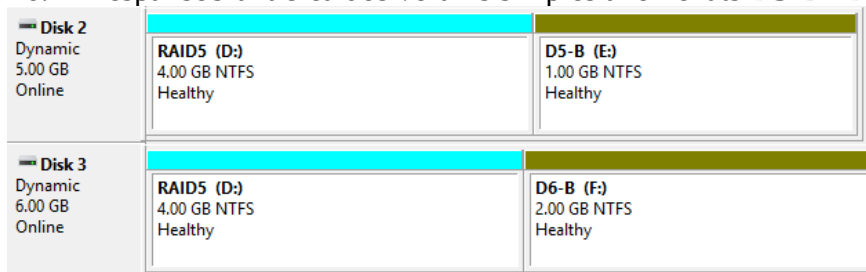 Disk 2
Dynamic
5.00 GB
Online
RAID5 (D:)
4.00 GB NTFS
Healthy
D5-B (E:)
1.00 GB NTFS
Healthy
Disk 3
Dynamic
6.00 GB
Online
RAID5 (D:)
4.00 GB NTFS
Healthy
D6-B (F:)
2.00 GB NTFS
Healthy